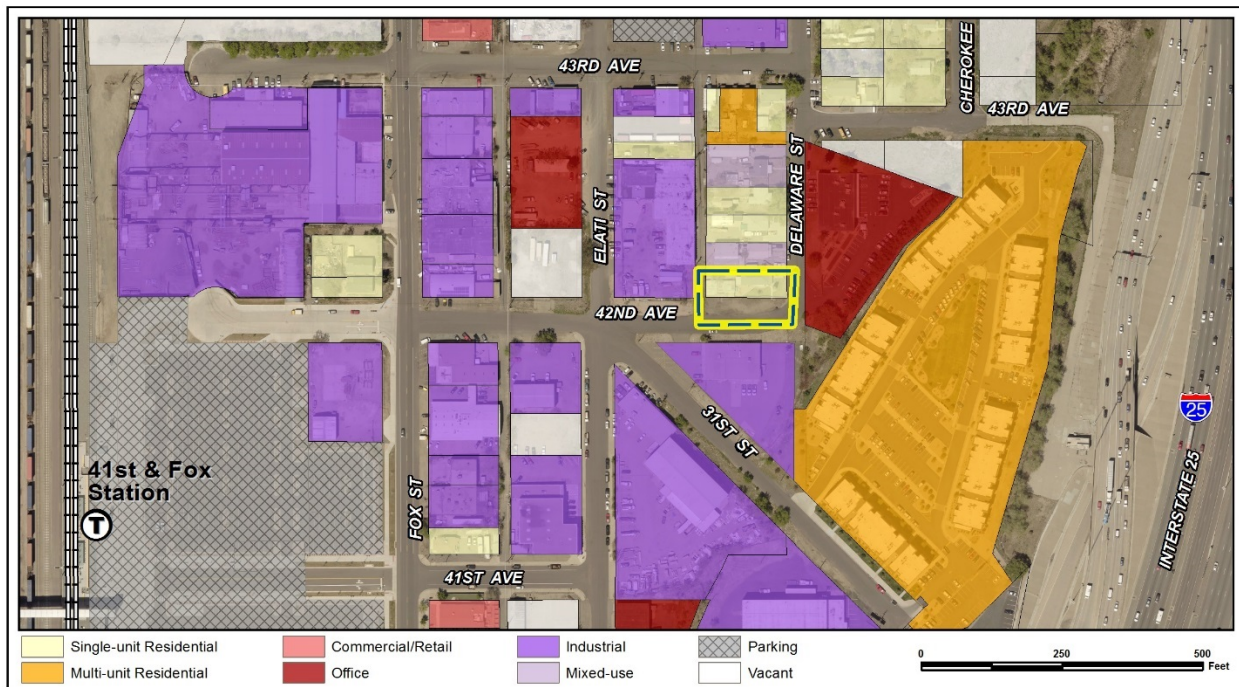 43RD AVE
CHEROKEE
43RD AVE
ELATI ST
DELAWARE ST
42ND AVE
31ST ST
25
41st & Fox
Station
T
FOX ST
INTERSTATE 25
41ST AVE
Single-unit Residential
Commercial/Retail
Industrial
Parking
Multi-unit Residential
Office
Mixed-use
Vacant
0 250 500
Feet